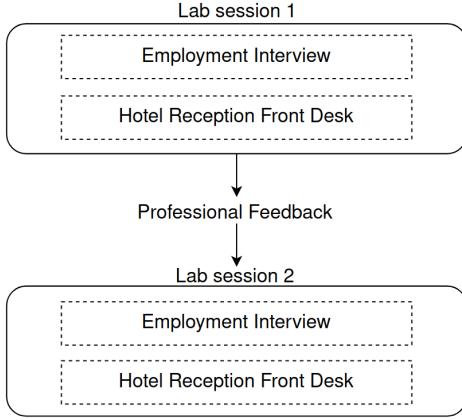 Lab session 1
Employment Interview
Hotel Reception Front Desk
Professional Feedback
Lab session 2
Employment Interview
Hotel Reception Front Desk